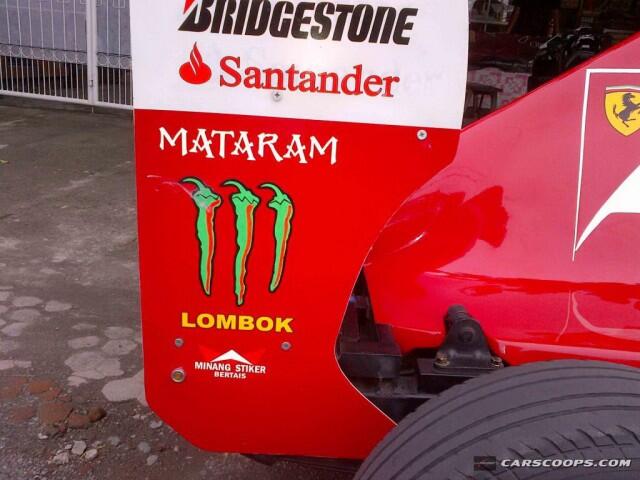 BRIDGESTONE
Santander
MATARAM
LOMBOK
MINANG STIKER
BERTAIS
CARSCOOPS.COM